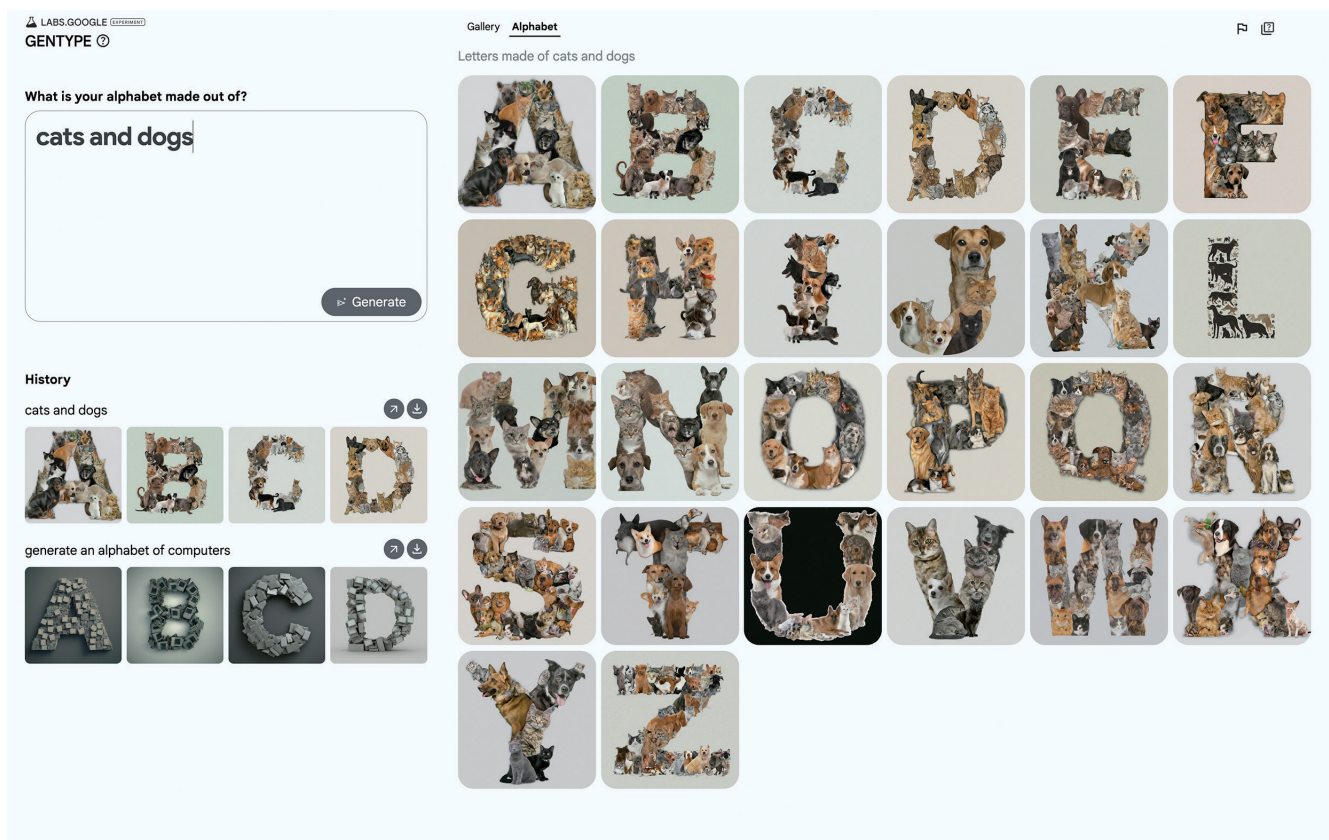 LABS.GOOGLE EXPERIMENT
GENTYPE
What is your alphabet made out of?
cats and dogs
Generate
History
cats and dogs
generate an alphabet of computers
A B C D
Gallery Alphabet
Letters made of cats and dogs
A B C D E F
G H I J K L
M N O P Q R
S T U V W X
Y Z